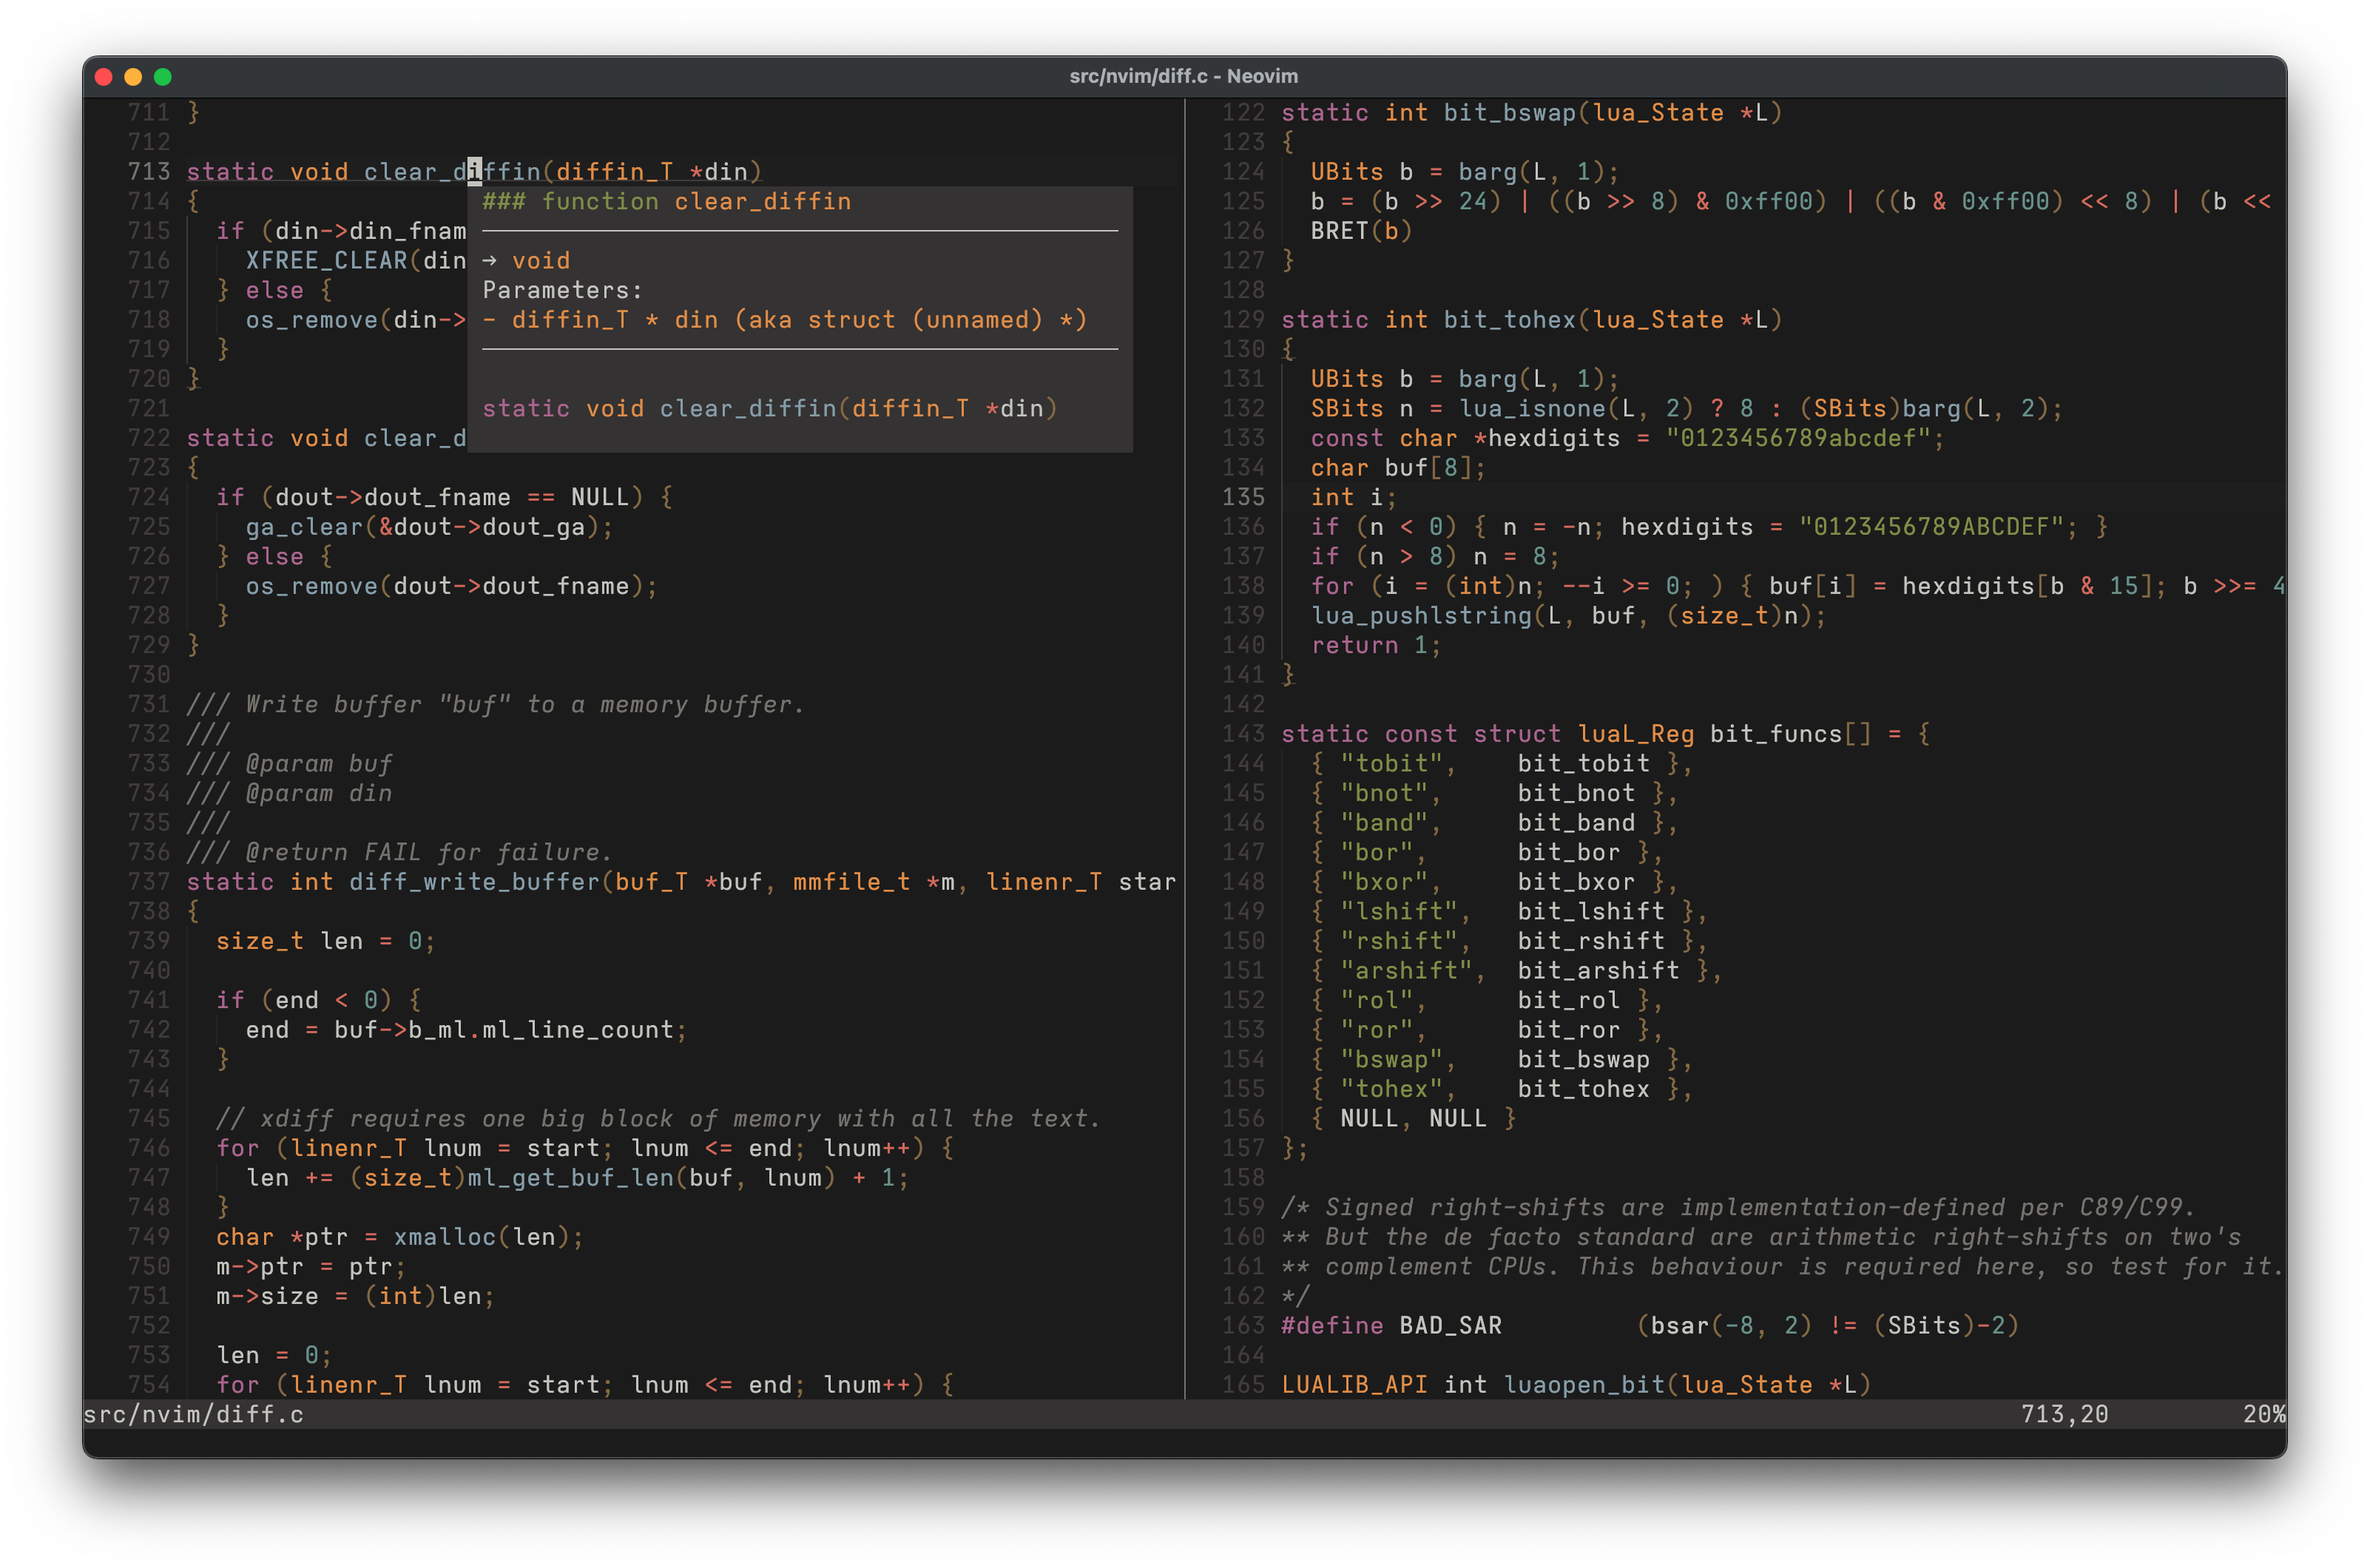 src/nvim/diff.c - Neovim
711 }
712
713 static void clear_diffin(diffin_T *din)
714 {
715   if (din->din_fnam
716     XFREE_CLEAR(din
717   } else {
718     os_remove(din->
719   }
720 }
721
722 static void clear_d
### function clear_diffin
→ void
Parameters:
- diffin_T * din (aka struct (unnamed) *)
static void clear_diffin(diffin_T *din)
723 {
724   if (dout->dout_fname == NULL) {
725     ga_clear(&dout->dout_ga);
726   } else {
727     os_remove(dout->dout_fname);
728   }
729 }
730
731 /// Write buffer "buf" to a memory buffer.
732 ///
733 /// @param buf
734 /// @param din
735 ///
736 /// @return FAIL for failure.
737 static int diff_write_buffer(buf_T *buf, mmfile_t *m, linenr_T star
738 {
739   size_t len = 0;
740
741   if (end < 0) {
742     end = buf->b_ml.ml_line_count;
743   }
744
745   // xdiff requires one big block of memory with all the text.
746   for (linenr_T lnum = start; lnum <= end; lnum++) {
747     len += (size_t)ml_get_buf_len(buf, lnum) + 1;
748   }
749   char *ptr = xmalloc(len);
750   m->ptr = ptr;
751   m->size = (int)len;
752
753   len = 0;
754   for (linenr_T lnum = start; lnum <= end; lnum++) {
122 static int bit_bswap(lua_State *L)
123 {
124   UBits b = barg(L, 1);
125   b = (b >> 24) | ((b >> 8) & 0xff00) | ((b & 0xff00) << 8) | (b <<
126   BRET(b)
127 }
128
129 static int bit_tohex(lua_State *L)
130 {
131   UBits b = barg(L, 1);
132   SBits n = lua_isnone(L, 2) ? 8 : (SBits)barg(L, 2);
133   const char *hexdigits = "0123456789abcdef";
134   char buf[8];
135   int i;
136   if (n < 0) { n = -n; hexdigits = "0123456789ABCDEF"; }
137   if (n > 8) n = 8;
138   for (i = (int)n; --i >= 0; ) { buf[i] = hexdigits[b & 15]; b >>= 4
139   lua_pushlstring(L, buf, (size_t)n);
140   return 1;
141 }
142
143 static const struct luaL_Reg bit_funcs[] = {
144   { "tobit",    bit_tobit },
145   { "bnot",     bit_bnot },
146   { "band",     bit_band },
147   { "bor",      bit_bor },
148   { "bxor",     bit_bxor },
149   { "lshift",   bit_lshift },
150   { "rshift",   bit_rshift },
151   { "arshift",  bit_arshift },
152   { "rol",      bit_rol },
153   { "ror",      bit_ror },
154   { "bswap",    bit_bswap },
155   { "tohex",    bit_tohex },
156   { NULL, NULL }
157 };
158
159 /* Signed right-shifts are implementation-defined per C89/C99.
160 ** But the de facto standard are arithmetic right-shifts on two's
161 ** complement CPUs. This behaviour is required here, so test for it.
162 */
163 #define BAD_SAR         (bsar(-8, 2) != (SBits)-2)
164
165 LUALIB_API int luaopen_bit(lua_State *L)
src/nvim/diff.c 713,20 20%